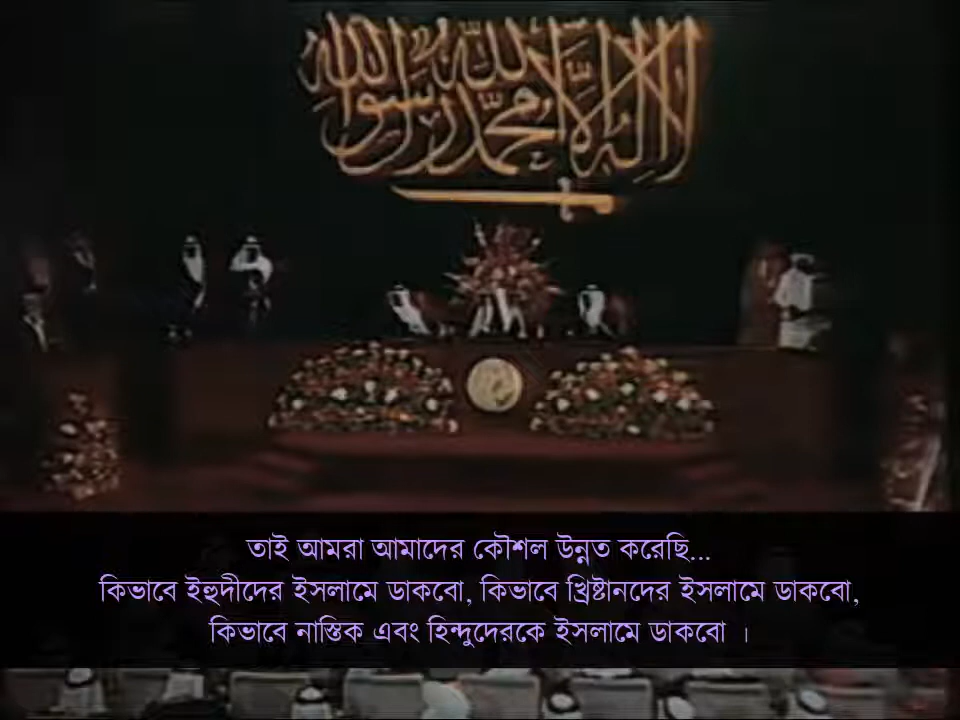 لا إله إلا الله محمد رسول الله
তাই আমরা আমাদের কৌশল উন্নত করেছি...
কিভাবে ইহুদীদের ইসলামে ডাকবো, কিভাবে খ্রিষ্টানদের ইসলামে ডাকবো,
কিভাবে নাস্তিক এবং হিন্দুদেরকে ইসলামে ডাকবো ।